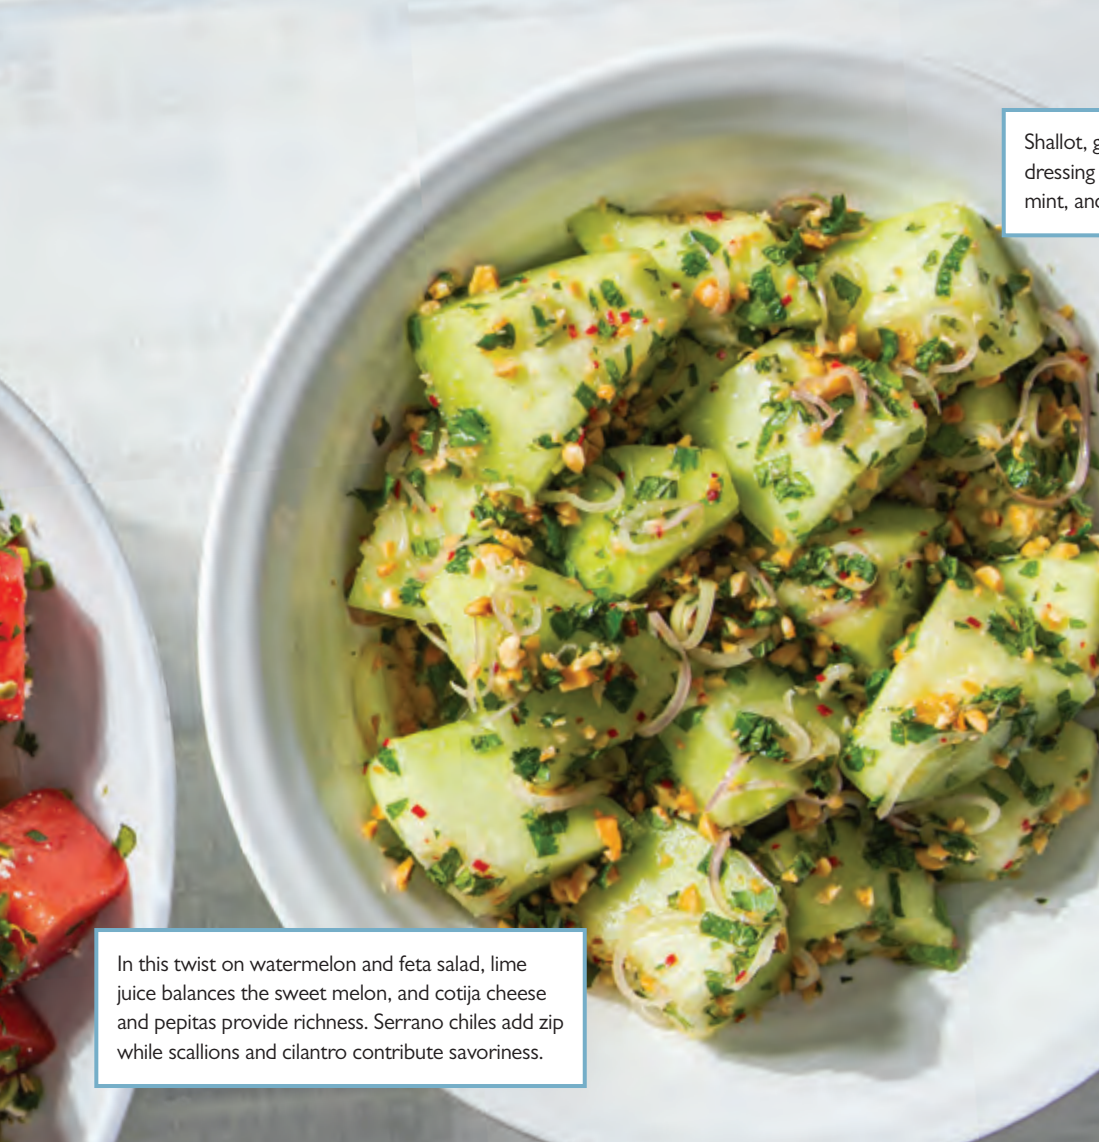 Shallot,
dressing
mint,
In this twist on watermelon and feta salad, lime
juice balances the sweet melon, and cotija cheese
and pepitas provide richness. Serrano chiles add zip
while scallions and cilantro contribute savoriness.